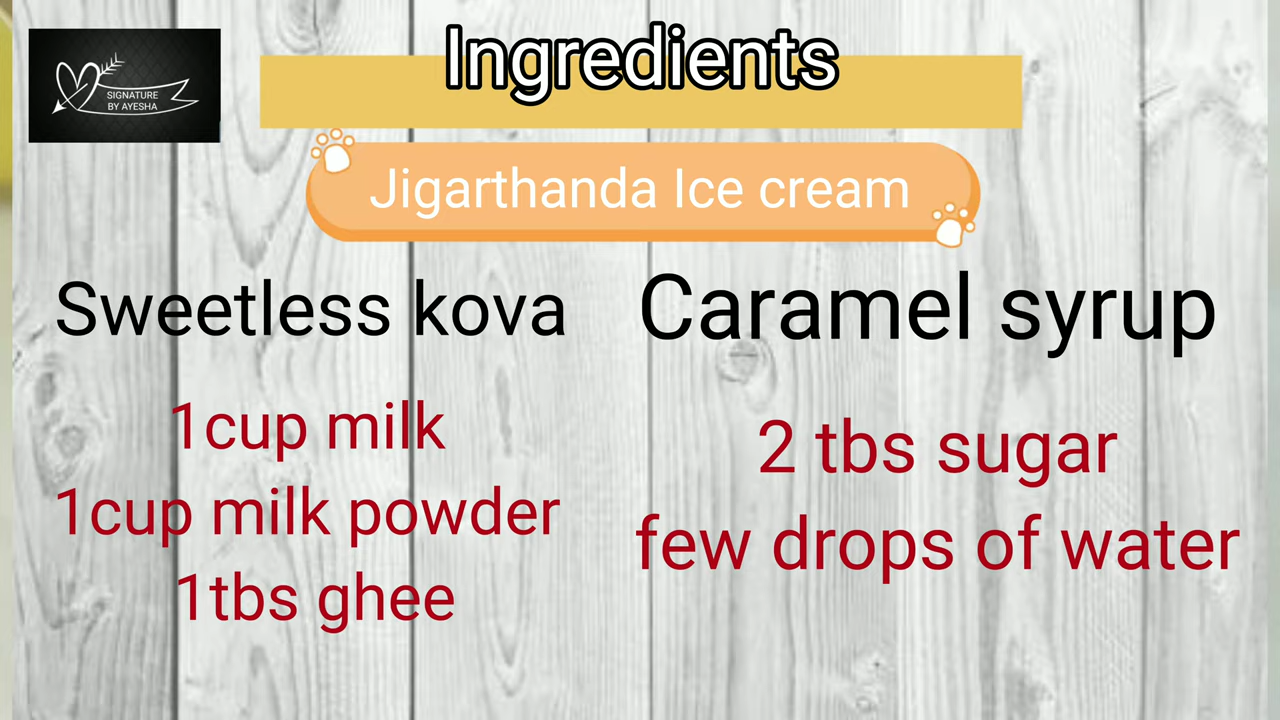 SIGNATURE
BY AYESHA
Ingredients
Jigarthanda Ice cream
Sweetless kova
1cup milk
1cup milk powder
1tbs ghee
Caramel syrup
2 tbs sugar
few drops of water